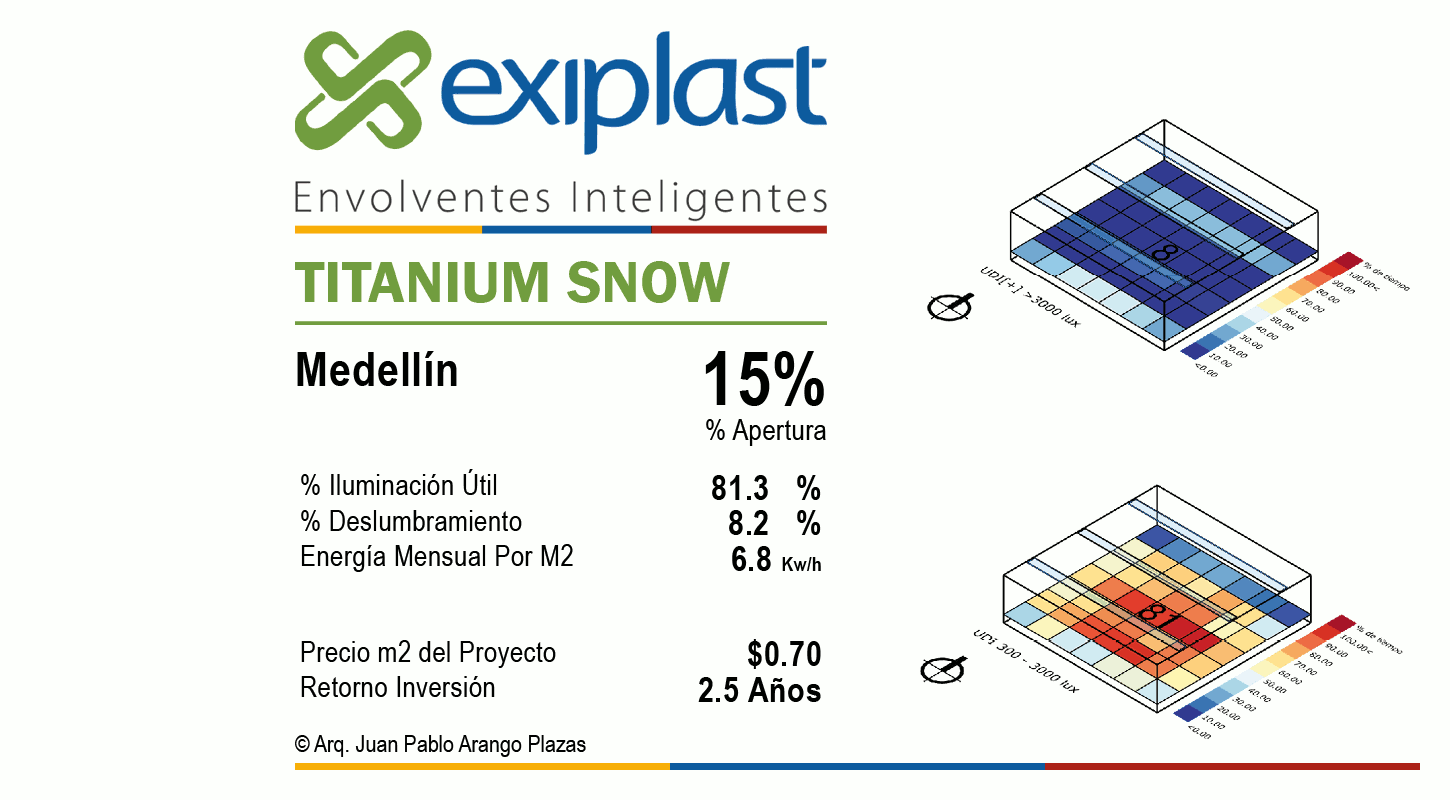 exiplast
Envolventes Inteligentes
TITANIUM SNOW
Medellín
15%
% Apertura
% Iluminación Útil 81.3 %
% Deslumbramiento 8.2 %
Energía Mensual Por M2 6.8 Kw/h
Precio m2 del Proyecto $0.70
Retorno Inversión 2.5 Años
© Arq. Juan Pablo Arango Plazas
8
UDI[+] >3000 lux
% de tiempo
100.00<
90.00
80.00
70.00
60.00
50.00
40.00
30.00
20.00
10.00
<0.00
81
UDI 300 - 3000 lux
% de tiempo
100.00<
90.00
80.00
70.00
60.00
50.00
40.00
30.00
20.00
10.00
<0.00